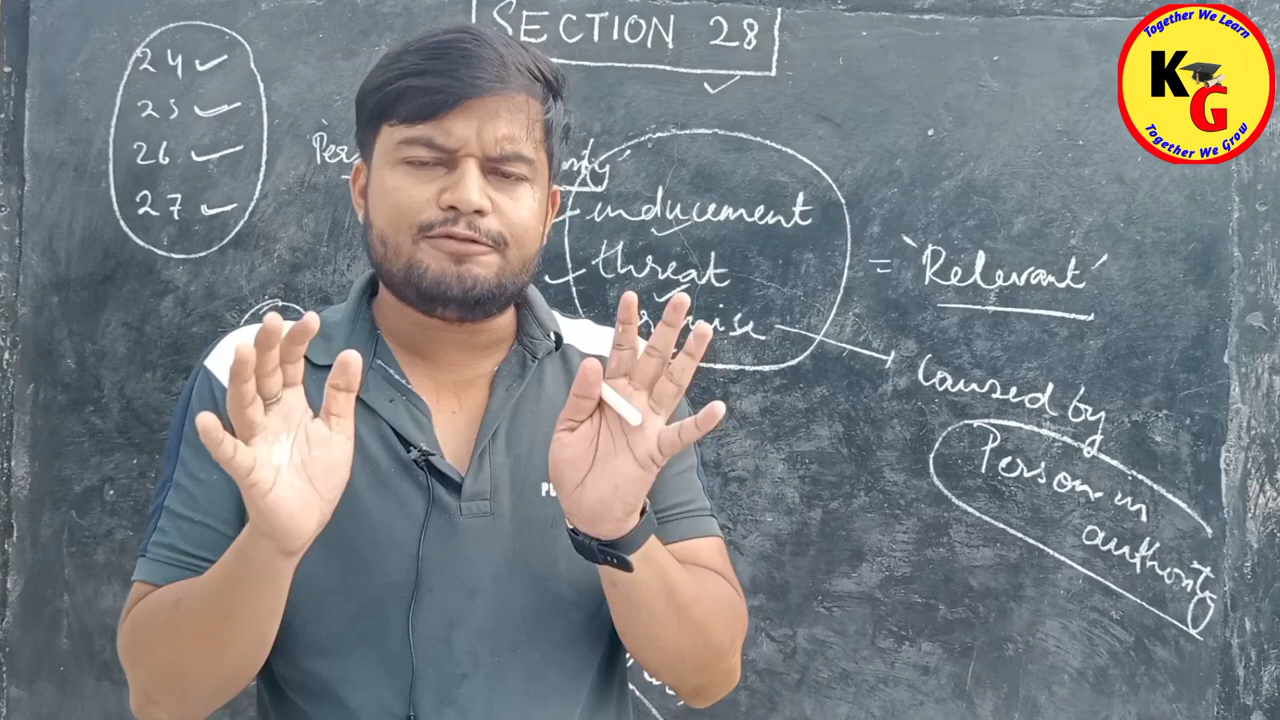 SECTION 28
24 ✓
25 ✓
26 ✓
27 ✓
inducement
threat
= 'Relevant'
Caused by
Person in
authority
Together We Learn
KG
Together We Grow